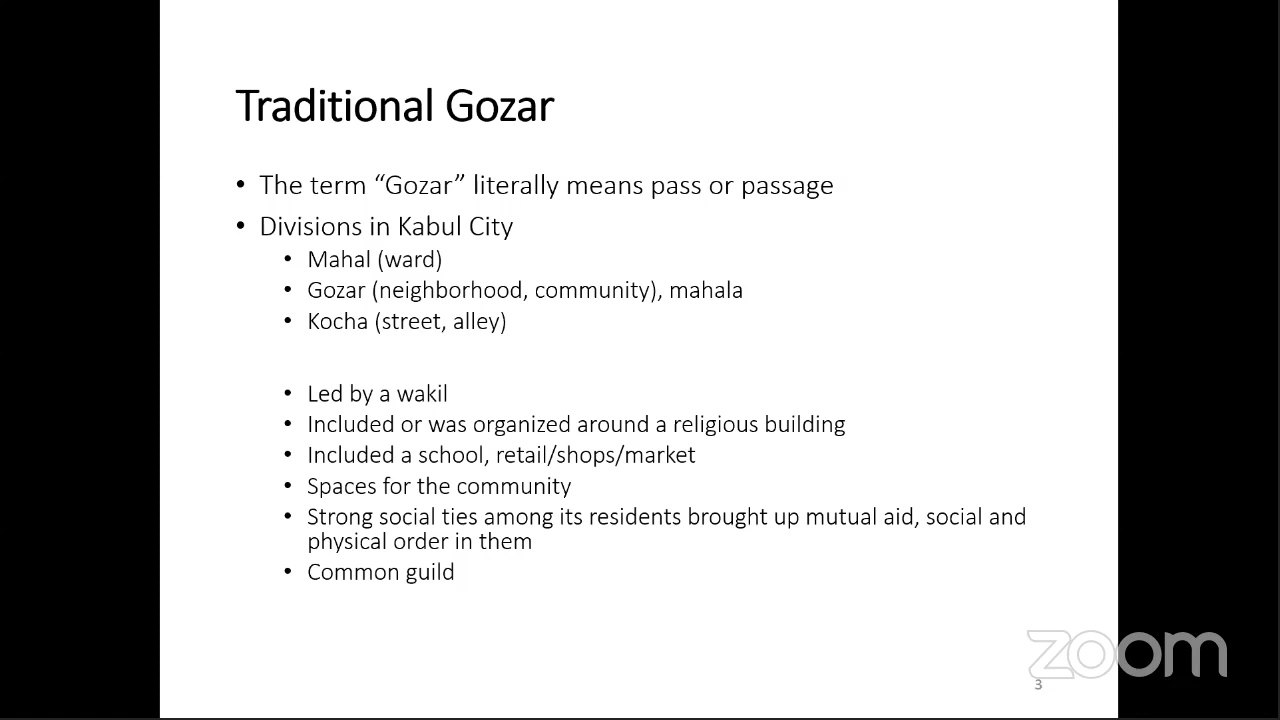 Traditional Gozar
• The term “Gozar” literally means pass or passage
• Divisions in Kabul City
• Mahal (ward)
• Gozar (neighborhood, community), mahala
• Kocha (street, alley)
• Led by a wakil
• Included or was organized around a religious building
• Included a school, retail/shops/market
• Spaces for the community
• Strong social ties among its residents brought up mutual aid, social and
physical order in them
• Common guild
zoom
3